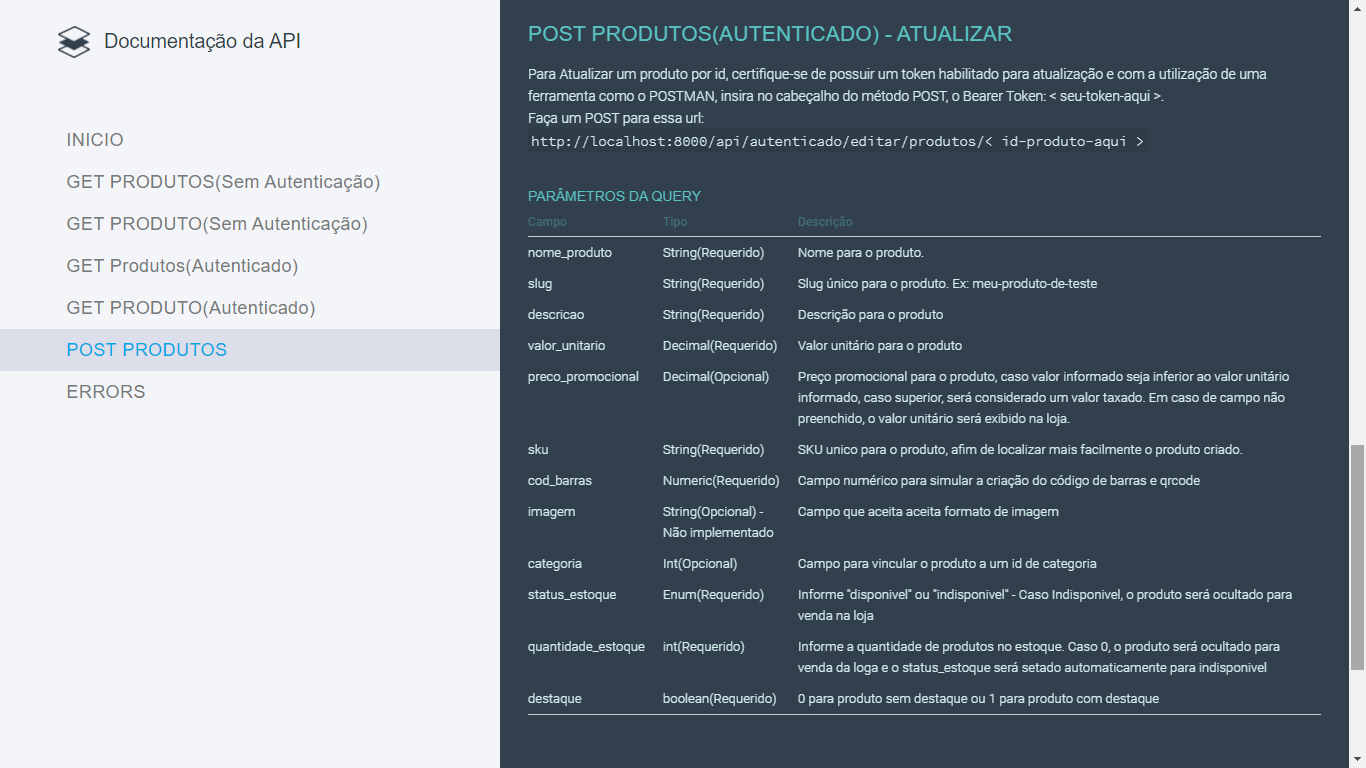 Documentação da API
INICIO
GET PRODUTOS(Sem Autenticação)
GET PRODUTO(Sem Autenticação)
GET Produtos(Autenticado)
GET PRODUTO(Autenticado)
POST PRODUTOS
ERRORS
POST PRODUTOS(AUTENTICADO) - ATUALIZAR
Para Atualizar um produto por id, certifique-se de possuir um token habilitado para atualização e com a utilização de uma
ferramenta como o POSTMAN, insira no cabeçalho do método POST, o Bearer Token: < seu-token-aqui >.
Faça um POST para essa url:
http://localhost:8000/api/autenticado/editar/produtos/< id-produto-aqui >
PARÂMETROS DA QUERY
Campo Tipo Descrição
nome_produto String(Requerido) Nome para o produto.
slug String(Requerido) Slug único para o produto. Ex: meu-produto-de-teste
descricao String(Requerido) Descrição para o produto
valor_unitario Decimal(Requerido) Valor unitário para o produto
preco_promocional Decimal(Opcional) Preço promocional para o produto, caso valor informado seja inferior ao valor unitário
informado, caso superior, será considerado um valor taxado. Em caso de campo não
preenchido, o valor unitário será exibido na loja.
sku String(Requerido) SKU unico para o produto, afim de localizar mais facilmente o produto criado.
cod_barras Numeric(Requerido) Campo numérico para simular a criação do código de barras e qrcode
imagem String(Opcional) - Campo que aceita aceita formato de imagem
Não implementado
categoria Int(Opcional) Campo para vincular o produto a um id de categoria
status_estoque Enum(Requerido) Informe "disponivel" ou "indisponivel" - Caso Indisponivel, o produto será ocultado para
venda na loja
quantidade_estoque int(Requerido) Informe a quantidade de produtos no estoque. Caso 0, o produto será ocultado para
venda da loga e o status_estoque será setado automaticamente para indisponivel
destaque boolean(Requerido) 0 para produto sem destaque ou 1 para produto com destaque